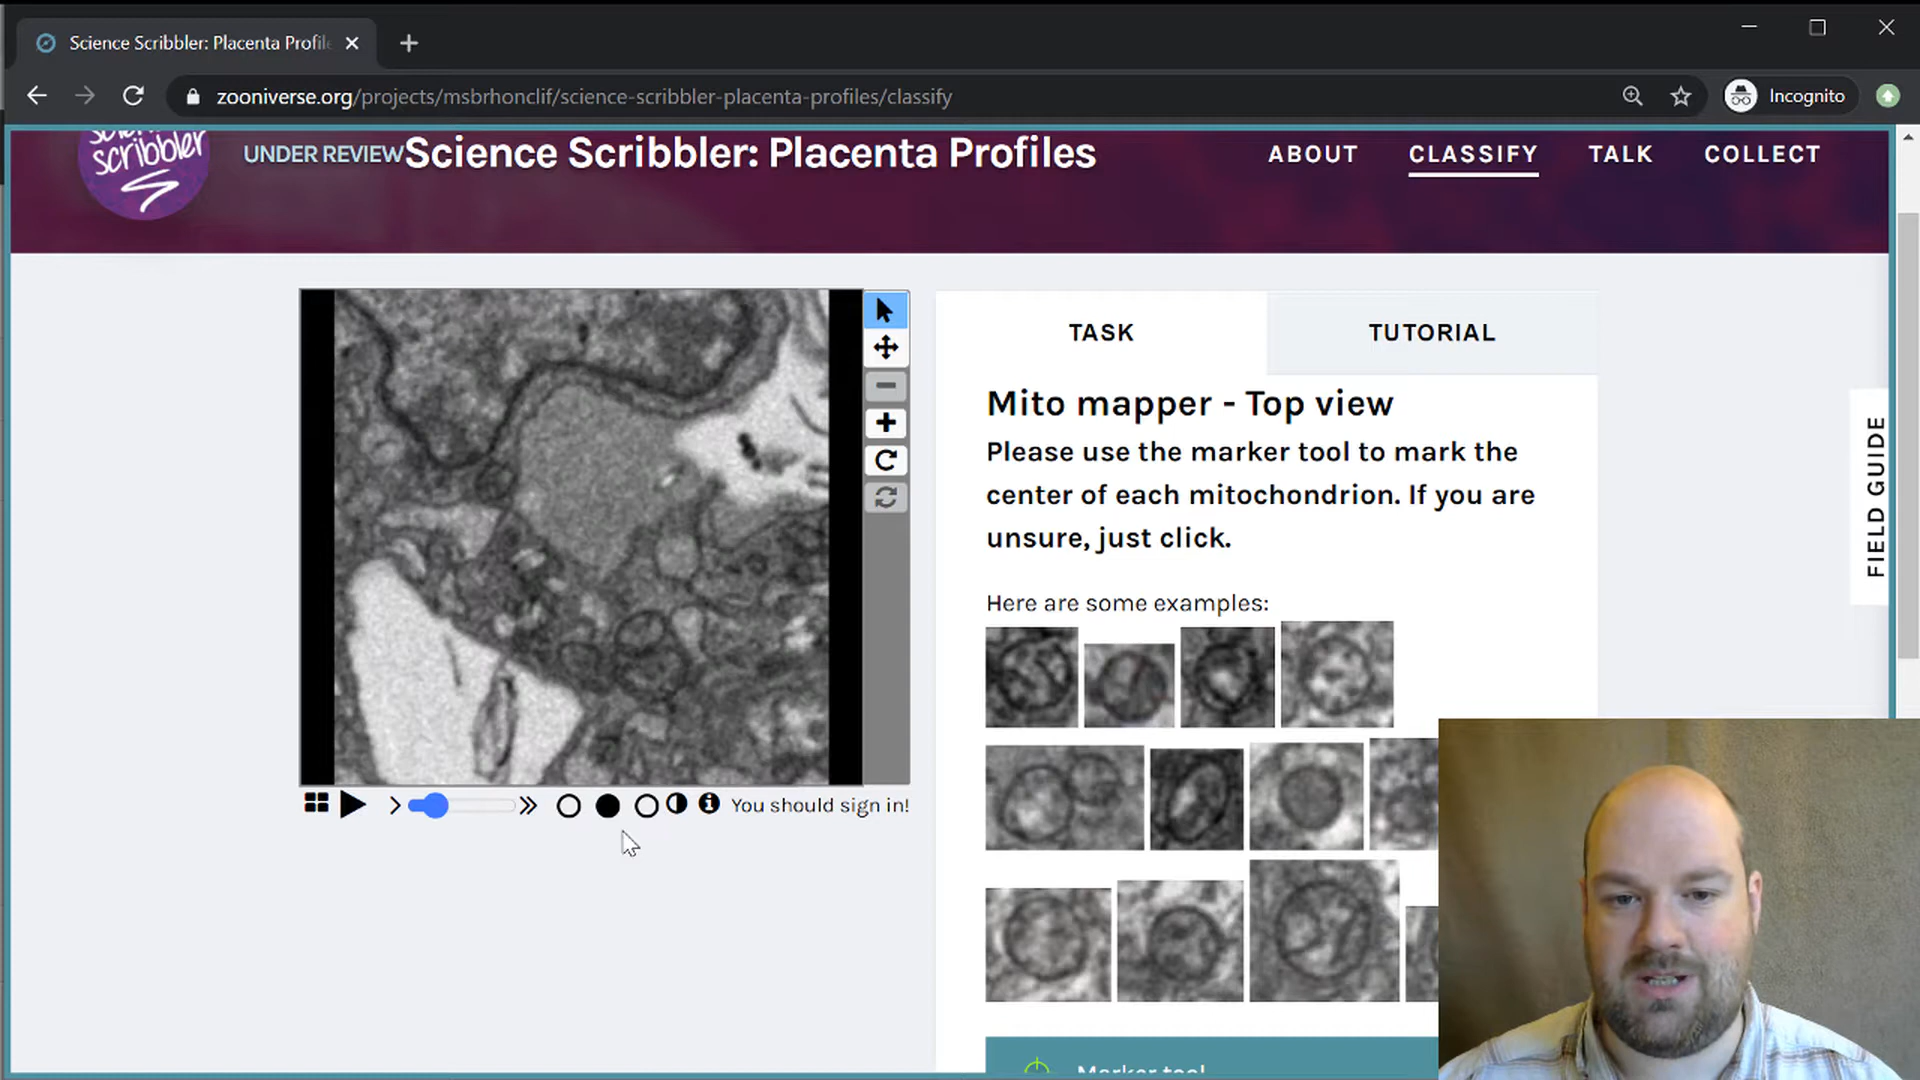 Science Scribbler: Placenta Profile
zooniverse.org/projects/msbrhonclif/science-scribbler-placenta-profiles/classify
Incognito
scribbler
UNDER REVIEW
Science Scribbler: Placenta Profiles
ABOUT
CLASSIFY
TALK
COLLECT
TASK
TUTORIAL
Mito mapper - Top view
Please use the marker tool to mark the
center of each mitochondrion. If you are
unsure, just click.
Here are some examples:
FIELD GUIDE
You should sign in!
Marker tool